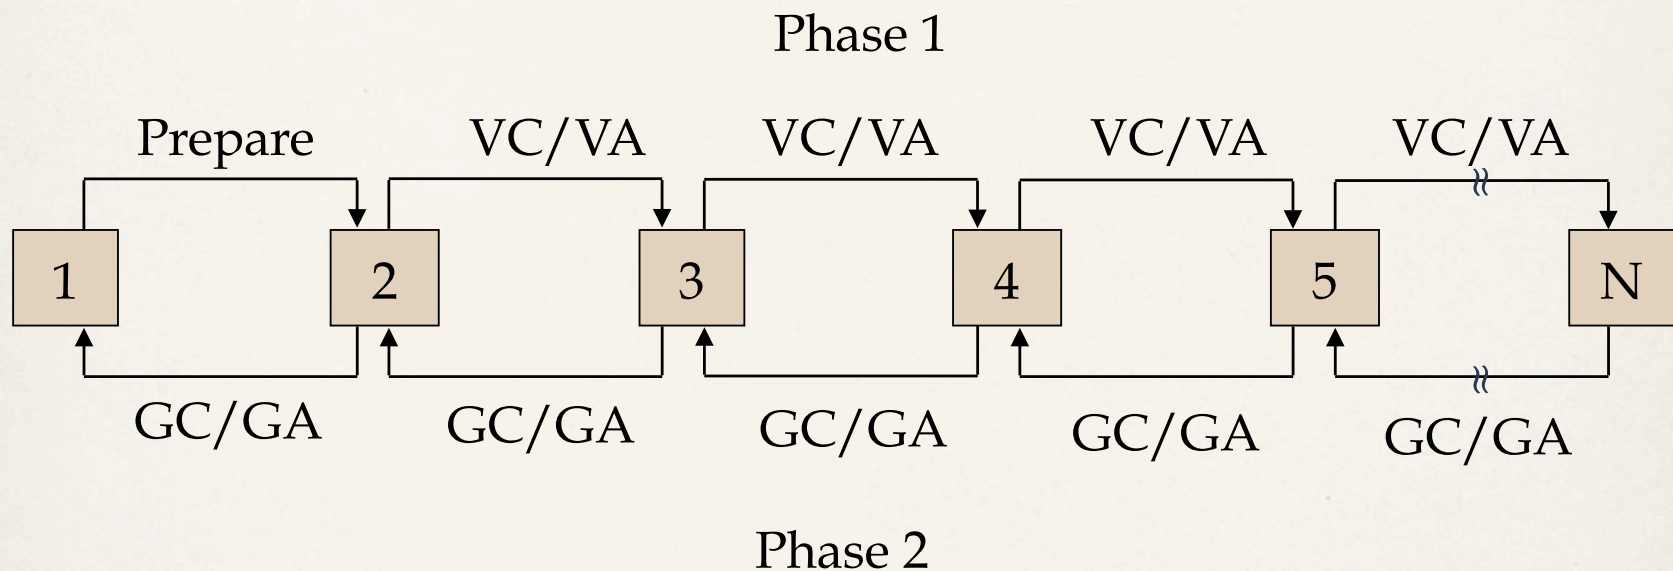 Phase 1
Prepare VC/VA VC/VA VC/VA VC/VA
1 2 3 4 5 N
GC/GA GC/GA GC/GA GC/GA GC/GA
Phase 2